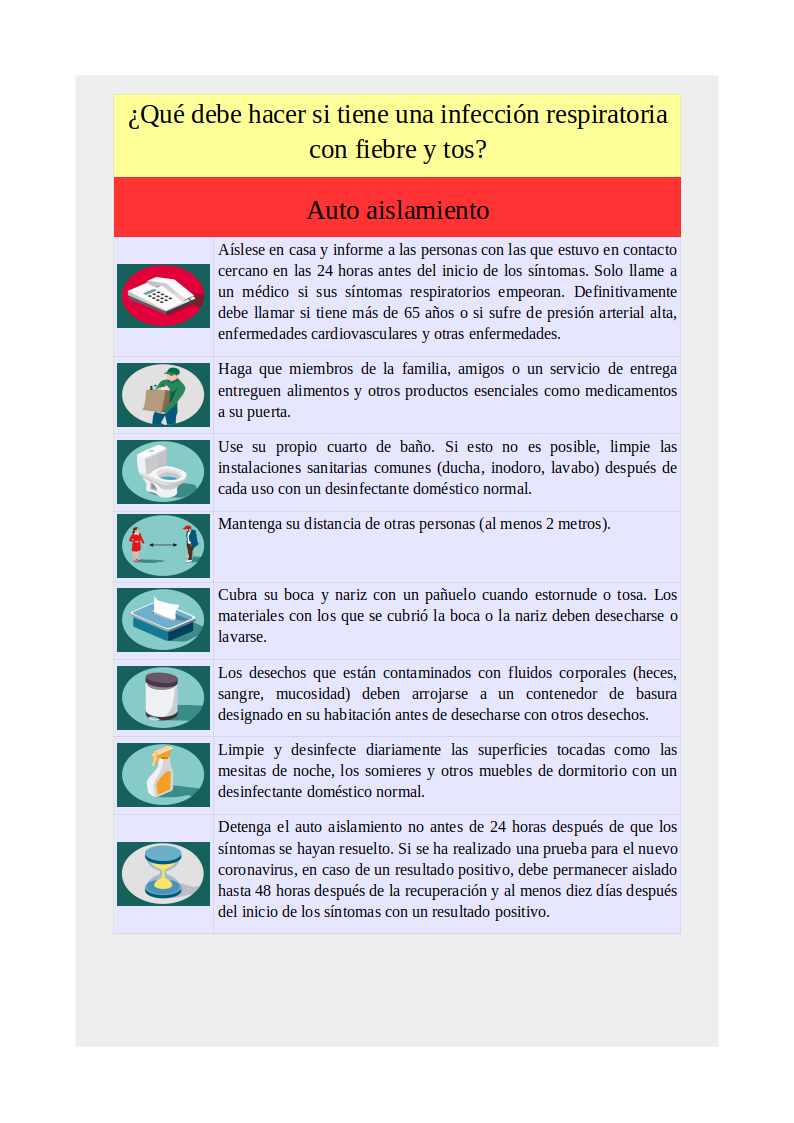 ¿Qué debe hacer si tiene una infección respiratoria
con fiebre y tos?
Auto aislamiento
Aíslese en casa y informe a las personas con las que estuvo en contacto
cercano en las 24 horas antes del inicio de los síntomas. Solo llame a
un médico si sus síntomas respiratorios empeoran. Definitivamente
debe llamar si tiene más de 65 años o si sufre de presión arterial alta,
enfermedades cardiovasculares y otras enfermedades.
Haga que miembros de la familia, amigos o un servicio de entrega
entreguen alimentos y otros productos esenciales como medicamentos
a su puerta.
Use su propio cuarto de baño. Si esto no es posible, limpie las
instalaciones sanitarias comunes (ducha, inodoro, lavabo) después de
cada uso con un desinfectante doméstico normal.
Mantenga su distancia de otras personas (al menos 2 metros).
Cubra su boca y nariz con un pañuelo cuando estornude o tosa. Los
materiales con los que se cubrió la boca o la nariz deben desecharse o
lavarse.
Los desechos que están contaminados con fluidos corporales (heces,
sangre, mucosidad) deben arrojarse a un contenedor de basura
designado en su habitación antes de desecharse con otros desechos.
Limpie y desinfecte diariamente las superficies tocadas como las
mesitas de noche, los somieres y otros muebles de dormitorio con un
desinfectante doméstico normal.
Detenga el auto aislamiento no antes de 24 horas después de que los
síntomas se hayan resuelto. Si se ha realizado una prueba para el nuevo
coronavirus, en caso de un resultado positivo, debe permanecer aislado
hasta 48 horas después de la recuperación y al menos diez días después
del inicio de los síntomas con un resultado positivo.